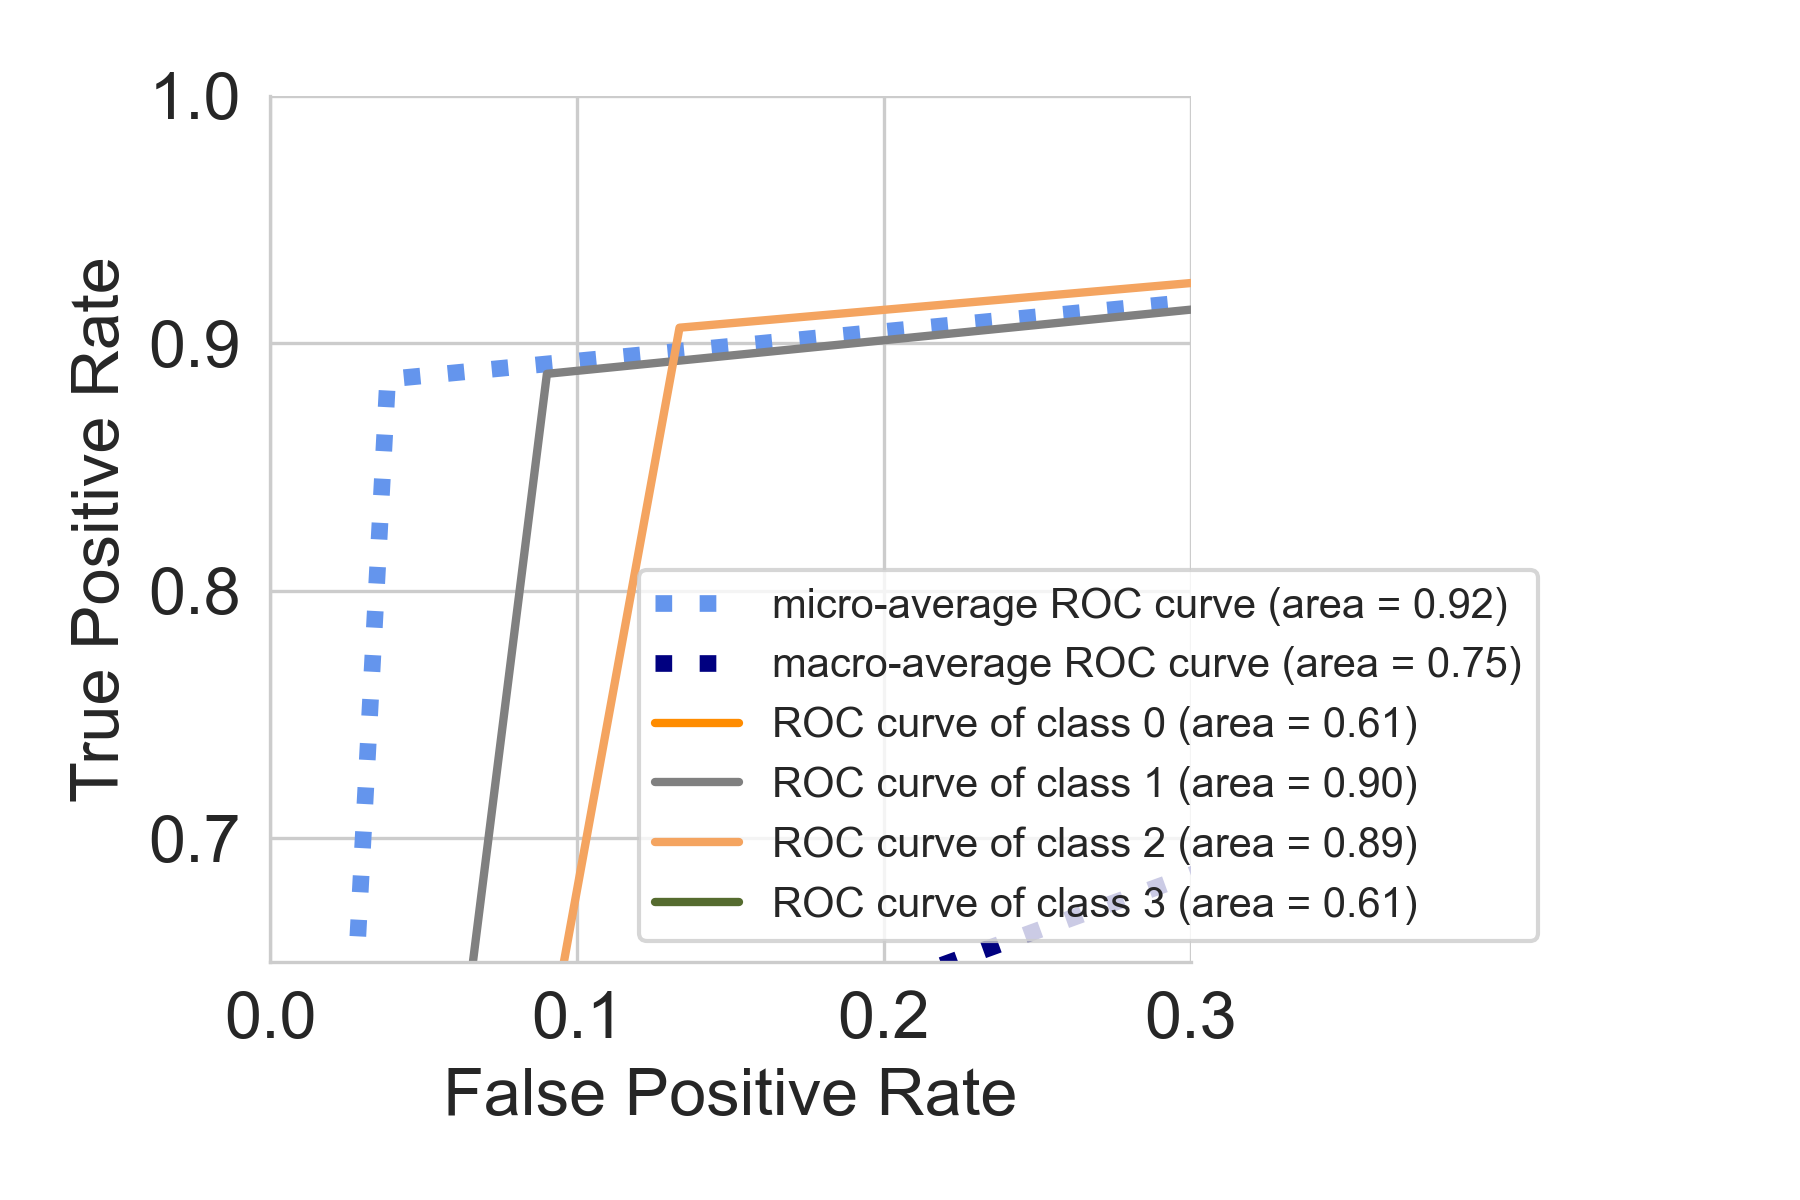 1.0
0.9
0.8
0.7
True Positive Rate
micro-average ROC curve (area = 0.92)
macro-average ROC curve (area = 0.75)
ROC curve of class 0 (area = 0.61)
ROC curve of class 1 (area = 0.90)
ROC curve of class 2 (area = 0.89)
ROC curve of class 3 (area = 0.61)
0.0 0.1 0.2 0.3
False Positive Rate